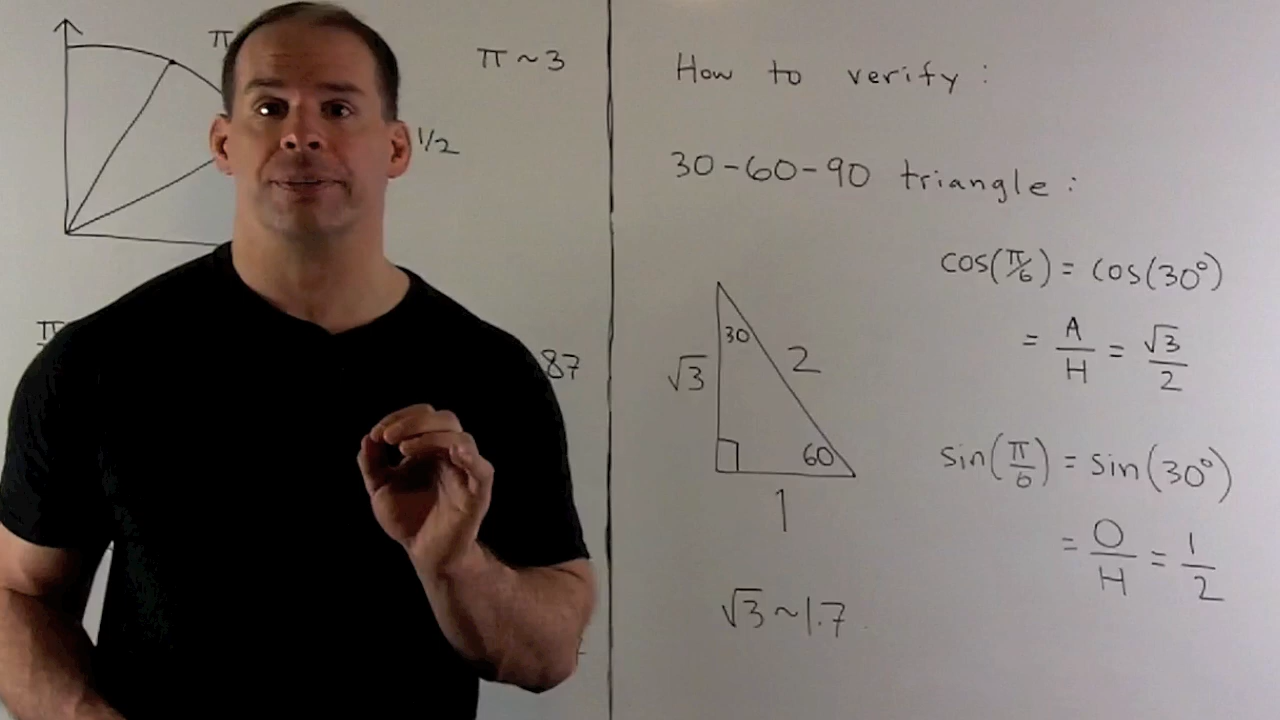 π
π ~ 3
1/2
π
87
How to verify:
30-60-90 triangle:
cos(π/6) = cos(30°)
= A/H = √3/2
30
√3
2
60
1
sin(π/6) = sin(30°)
= O/H = 1/2
√3 ~ 1.7